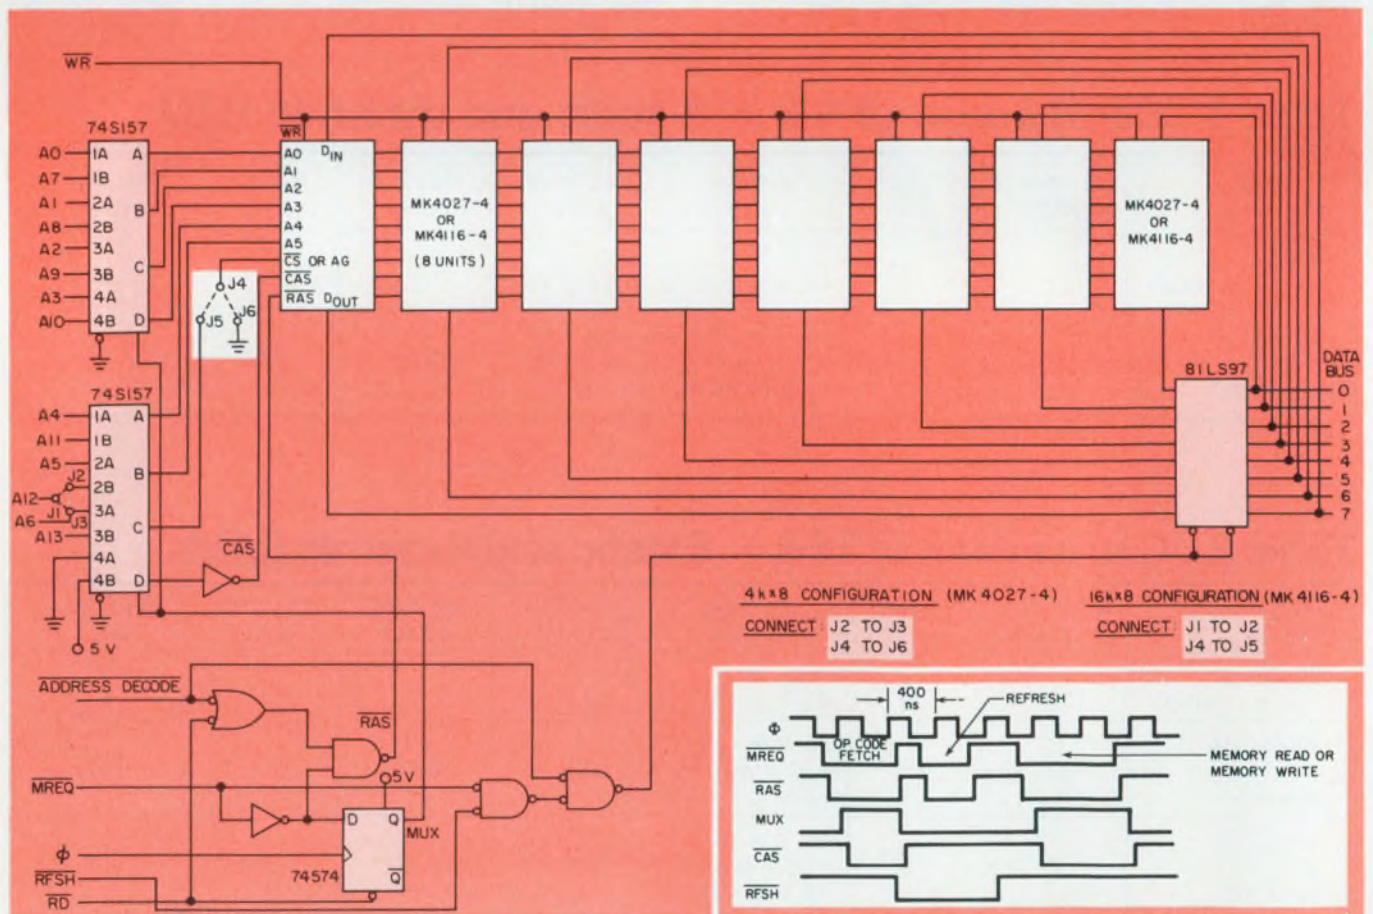 WR
74S157
A0
A7
A1
A8
A2
A9
A3
A10
1A
1B
2A
2B
3A
3B
4A
4B
A
B
C
D
WR
A0
A1
A2
A3
A4
A5
CS OR AG
CAS
RAS
DIN
DOUT
MK4027-4
OR
MK4116-4
(8 UNITS)
MK4027-4
OR
MK4116-4
J4
J5
J6
81LS97
DATA
BUS
0
1
2
3
4
5
6
7
74S157
A4
A11
A5
A12
A6
A13
J2
J1
J3
1A
1B
2A
2B
3A
3B
4A
4B
A
B
C
D
5 V
CAS
4k×8 CONFIGURATION (MK4027-4)
CONNECT: J2 TO J3
J4 TO J6
16k×8 CONFIGURATION (MK4116-4)
CONNECT: J1 TO J2
J4 TO J5
ADDRESS DECODE
RAS
MREQ
5V
D
Q
MUX
Q
74574
Φ
RFSH
RD
400
ns
REFRESH
Φ
MREQ
OP CODE
FETCH
MEMORY READ OR
MEMORY WRITE
RAS
MUX
CAS
RFSH